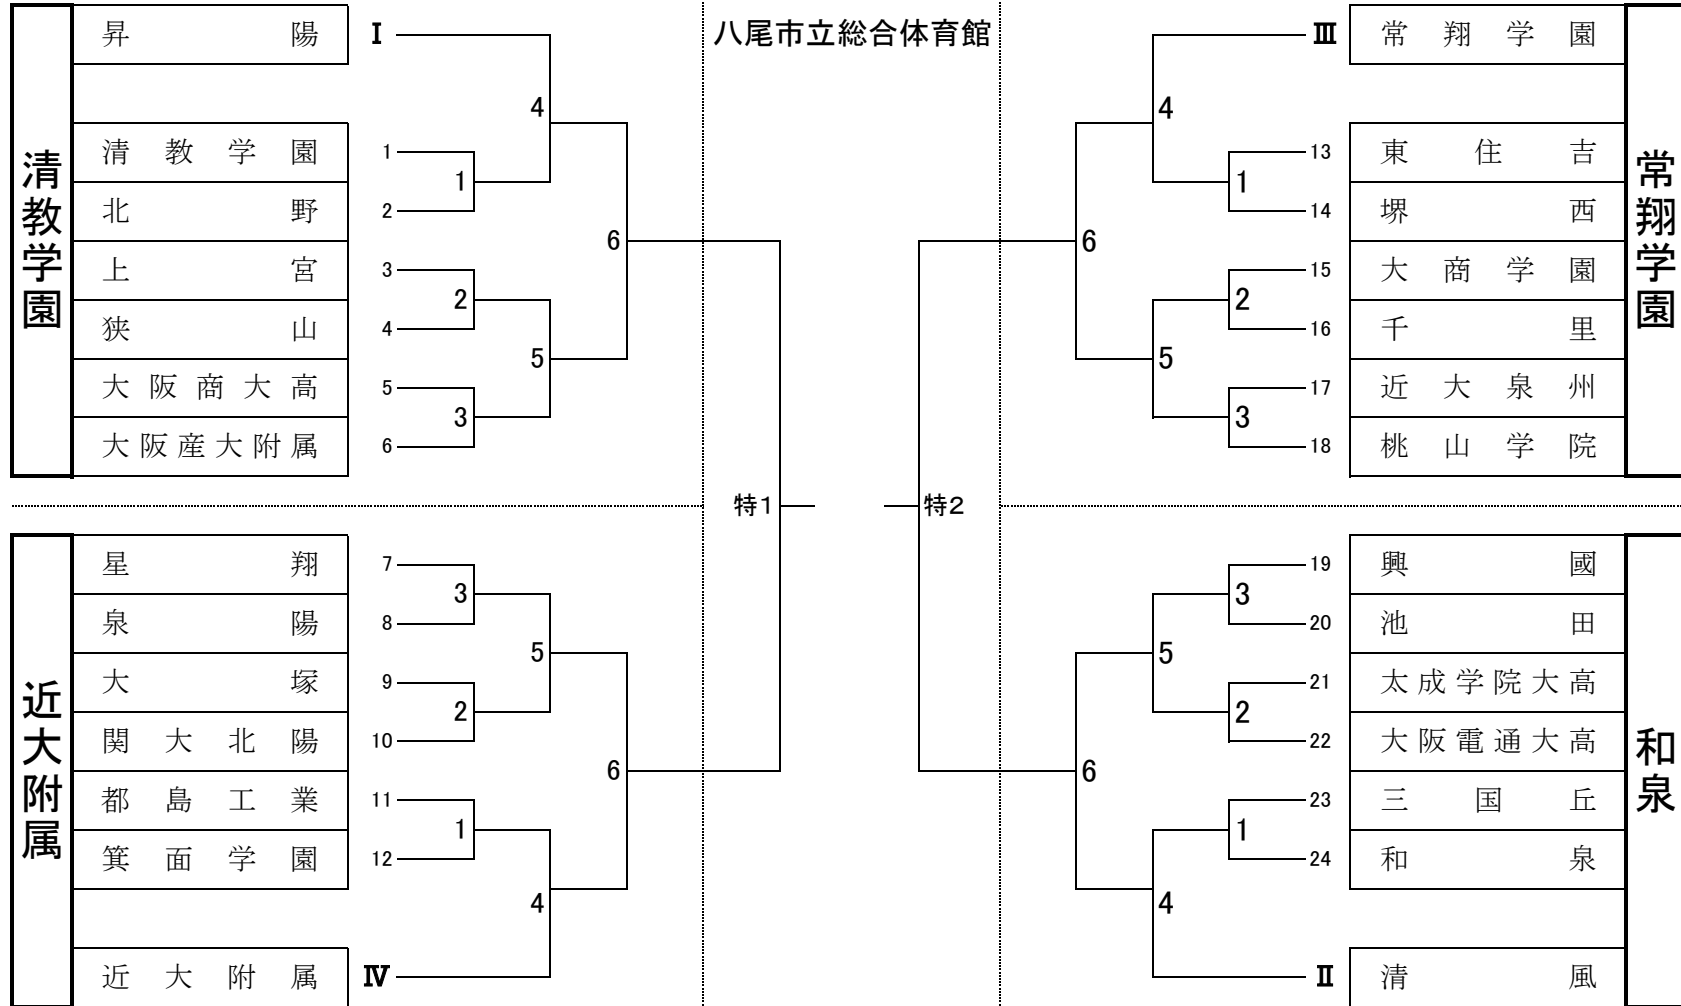 八尾市立総合体育館
清教学園
昇陽 Ⅰ
4
清教学園 1
1
北野 2
6
上宮 3
2
狭山 4
5
大阪商大高 5
3
大阪産大附属 6
特1
近大附属
星翔 7
3
泉陽 8
5
大塚 9
2
関大北陽 10
6
都島工業 11
1
箕面学園 12
4
近大附属 Ⅳ
常翔学園
Ⅲ 常翔学園
4
13 東住吉
1
14 堺西
6
15 大商学園
2
16 千里
5
17 近大泉州
3
18 桃山学院
特2
和泉
19 興國
3
20 池田
5
21 太成学院大高
2
22 大阪電通大高
6
23 三国丘
1
24 和泉
4
Ⅱ 清風